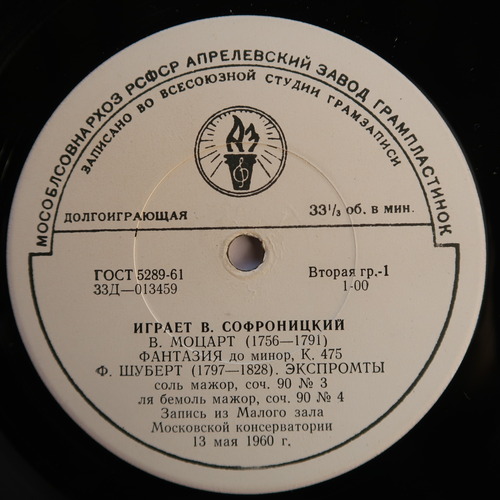 МОСОБЛСОВНАРХОЗ РСФСР АПРЕЛЕВСКИЙ ЗАВОД ГРАМПЛАСТИНОК
ЗАПИСАНО ВО ВСЕСОЮЗНОЙ СТУДИИ ГРАМЗАПИСИ
ДОЛГОИГРАЮЩАЯ 33⅓ об. в мин.
ГОСТ 5289-61 Вторая гр.-1
33Д—013459 1-00
ИГРАЕТ В. СОФРОНИЦКИЙ
В. МОЦАРТ (1756—1791)
ФАНТАЗИЯ до минор, К. 475
Ф. ШУБЕРТ (1797—1828). ЭКСПРОМТЫ
соль мажор, соч. 90 № 3
ля бемоль мажор, соч. 90 № 4
Запись из Малого зала
Московской консерватории
13 мая 1960 г.